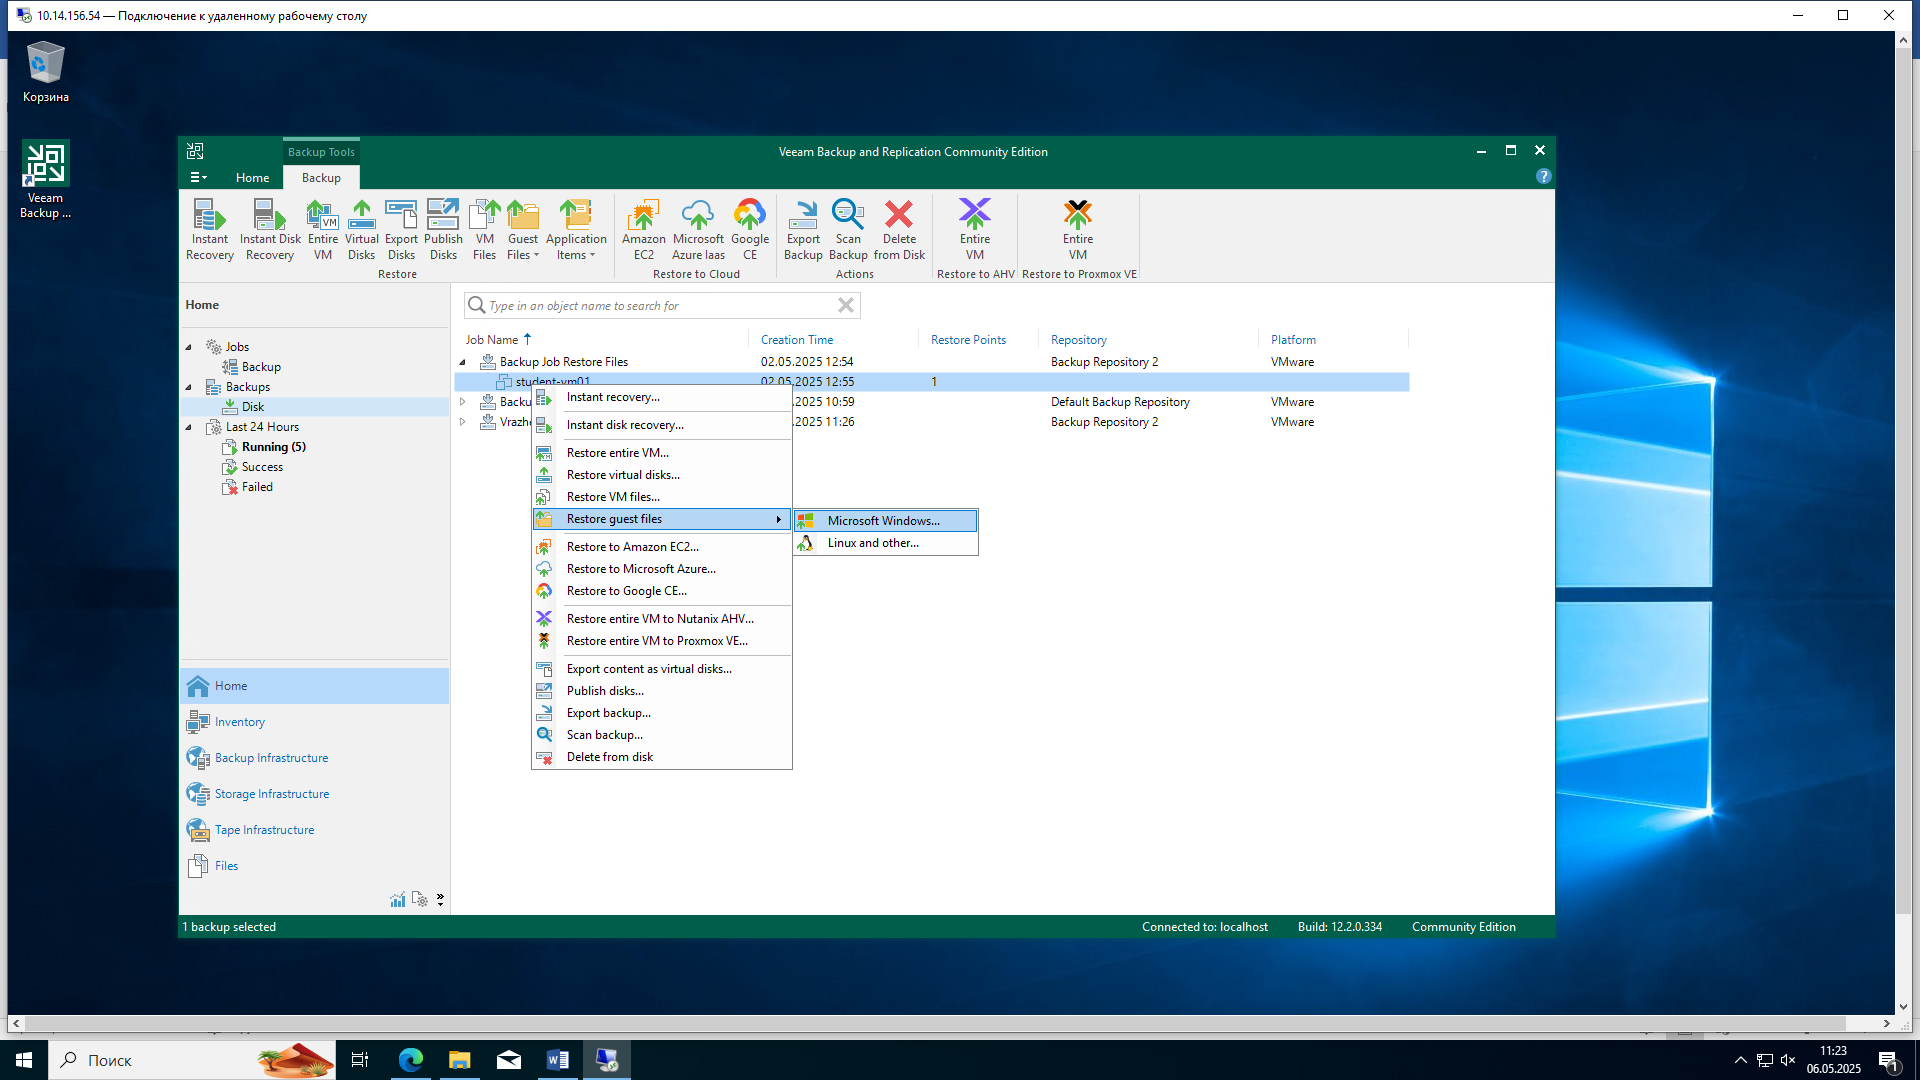 10.14.156.54 — Подключение к удаленному рабочему столу
Корзина
Veeam
Backup ...
Backup Tools
Veeam Backup and Replication Community Edition
Home
Backup
Instant
Recovery
Instant Disk
Recovery
Entire
VM
Virtual
Disks
Export
Disks
Publish
Disks
VM
Files
Guest
Files
Application
Items
Restore
Amazon
EC2
Microsoft
Azure Iaas
Google
CE
Restore to Cloud
Export
Backup
Scan
Backup
Delete
from Disk
Actions
Entire
VM
Restore to AHV
Entire
VM
Restore to Proxmox VE
Home
Jobs
Backup
Backups
Disk
Last 24 Hours
Running (5)
Success
Failed
Type in an object name to search for
Job Name Creation Time Restore Points Repository Platform
Backup Job Restore Files 02.05.2025 12:54 Backup Repository 2 VMware
student-vm01 02.05.2025 12:55 1
Backu .2025 10:59 Default Backup Repository VMware
Vrazh .2025 11:26 Backup Repository 2 VMware
Instant recovery...
Instant disk recovery...
Restore entire VM...
Restore virtual disks...
Restore VM files...
Restore guest files
Microsoft Windows...
Linux and other...
Restore to Amazon EC2...
Restore to Microsoft Azure...
Restore to Google CE...
Restore entire VM to Nutanix AHV...
Restore entire VM to Proxmox VE...
Export content as virtual disks...
Publish disks...
Export backup...
Scan backup...
Delete from disk
Home
Inventory
Backup Infrastructure
Storage Infrastructure
Tape Infrastructure
Files
1 backup selected
Connected to: localhost
Build: 12.2.0.334
Community Edition
Поиск
11:23
06.05.2025
1